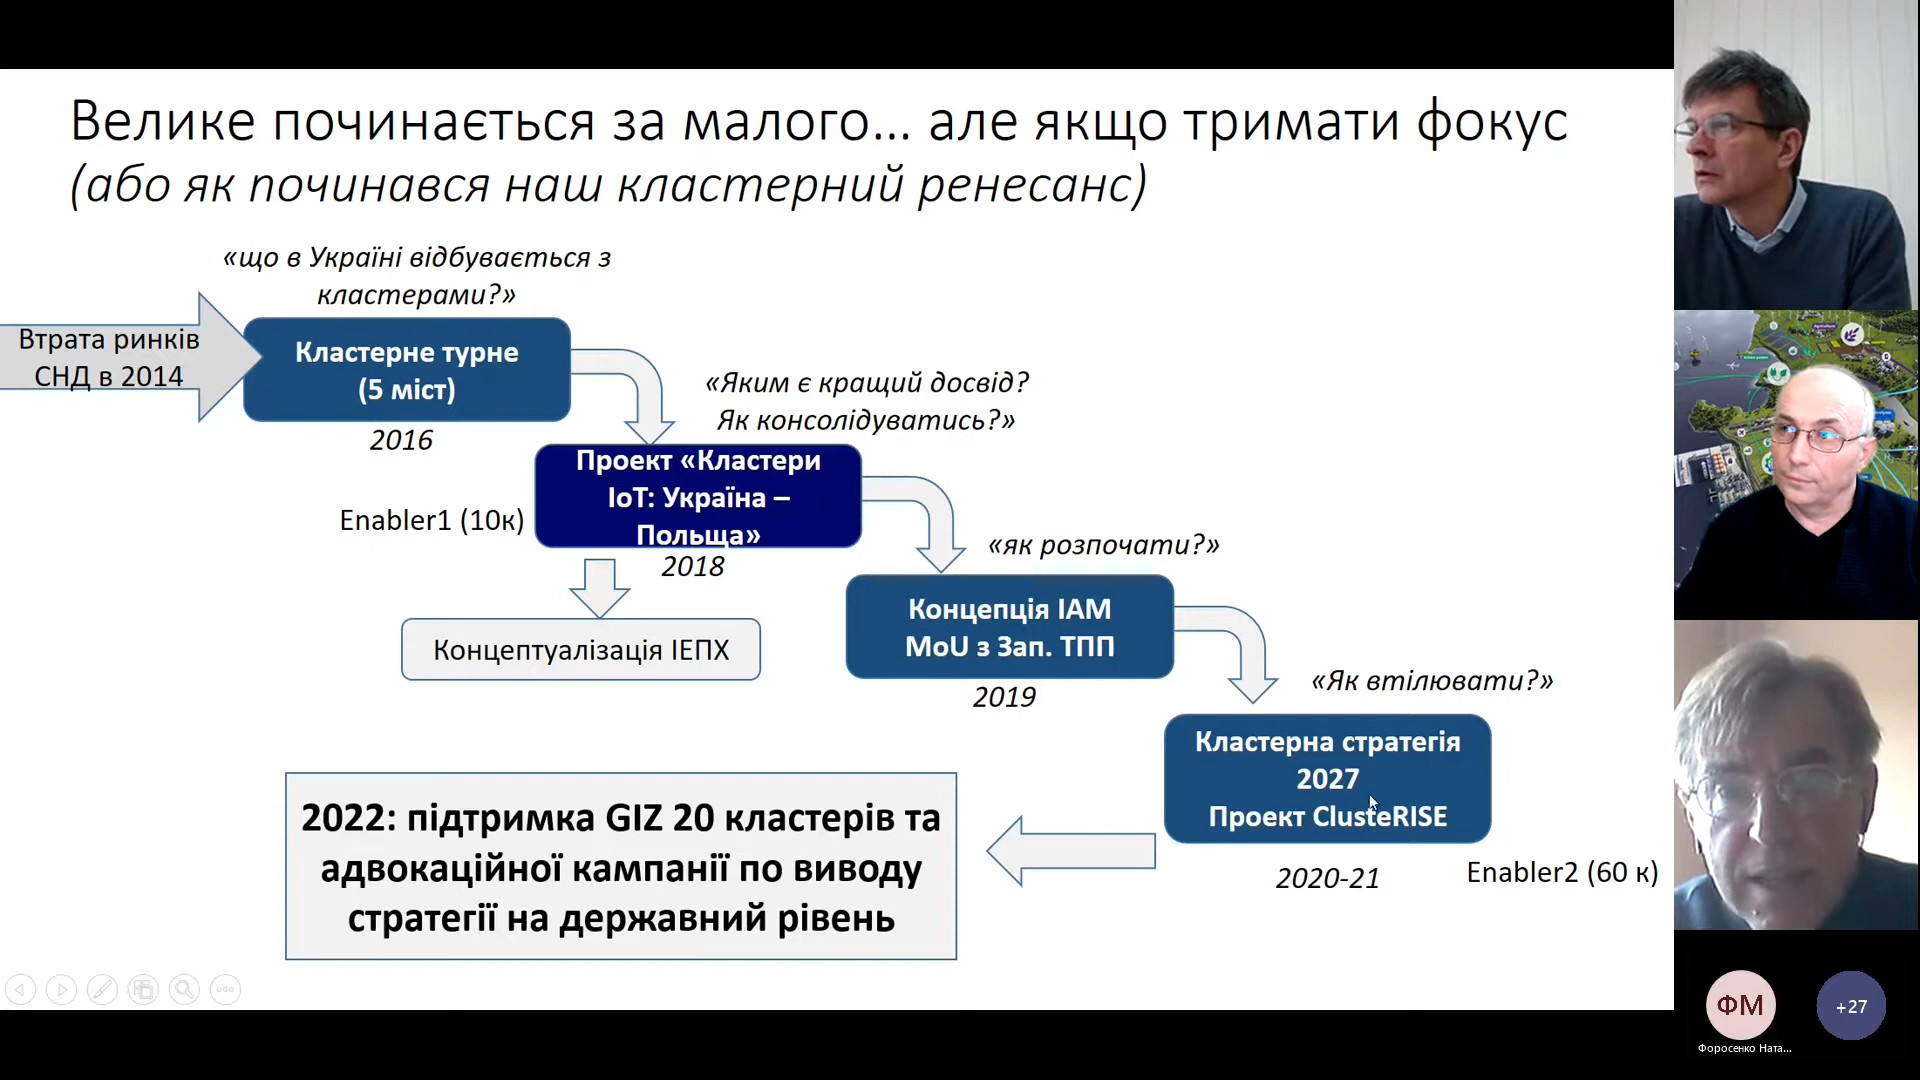 Велике починається за малого... але якщо тримати фокус
(або як починався наш кластерний ренесанс)
«що в Україні відбувається з
кластерами?»
Втрата ринків
СНД в 2014
Кластерне турне
(5 міст)
2016
«Яким є кращий досвід?
Як консолідуватись?»
Проект «Кластери
IoT: Україна –
Польща»
Enabler1 (10к)
2018
«як розпочати?»
Концептуалізація ІЕПХ
Концепція ІАМ
MoU з Зап. ТПП
2019
«Як втілювати?»
Кластерна стратегія
2027
Проект ClusteRISE
2020-21
Enabler2 (60 к)
2022: підтримка GIZ 20 кластерів та
адвокаційної кампанії по виводу
стратегії на державний рівень
ФМ
+27
Форосенко Ната...